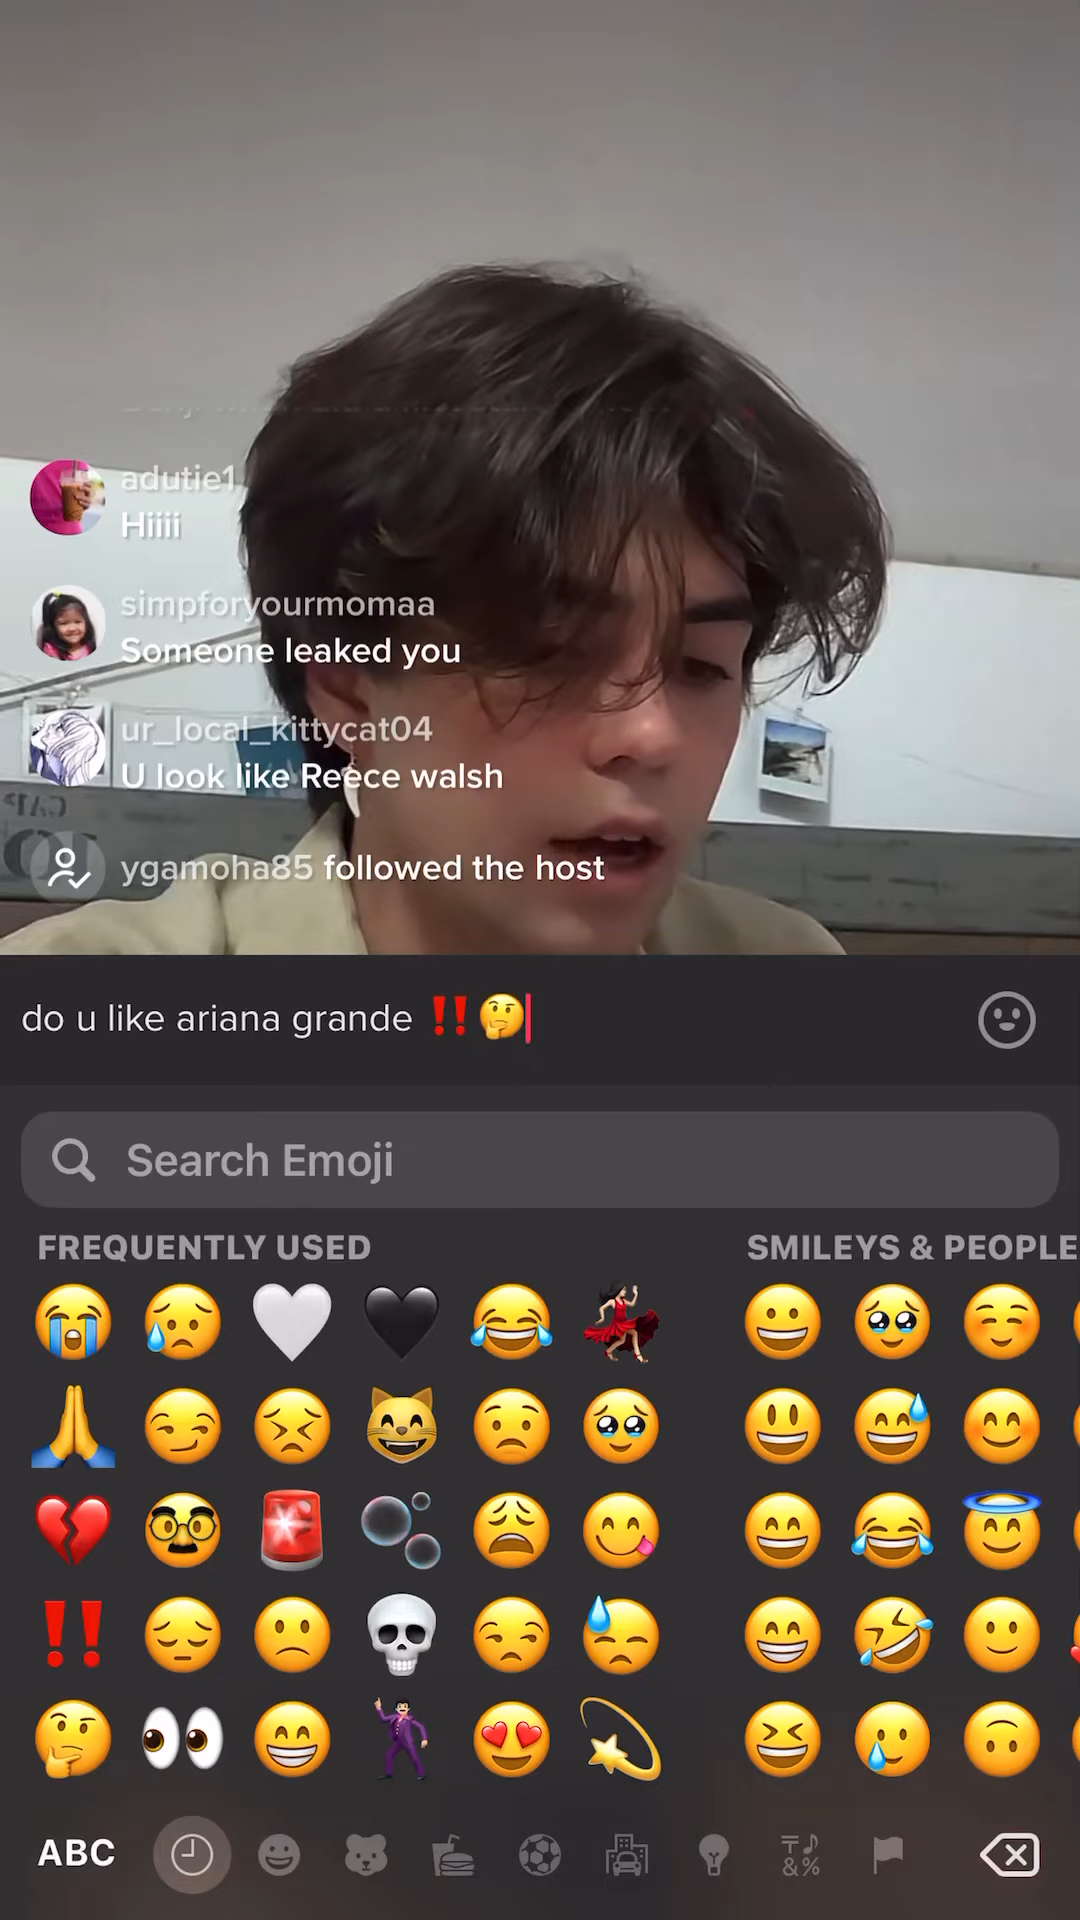 adutie1
Hiiii
simpforyourmomaa
Someone leaked you
ur_local_kittycat04
U look like Reece walsh
ygamoha85 followed the host
do u like ariana grande ‼️🤔
Search Emoji
FREQUENTLY USED SMILEYS & PEOPLE
ABC